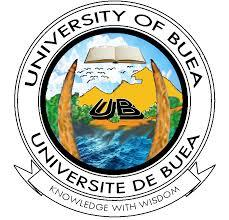 UNIVERSITY OF BUEA
UB
UNIVERSITE DE BUEA
KNOWLEDGE WITH WISDOM